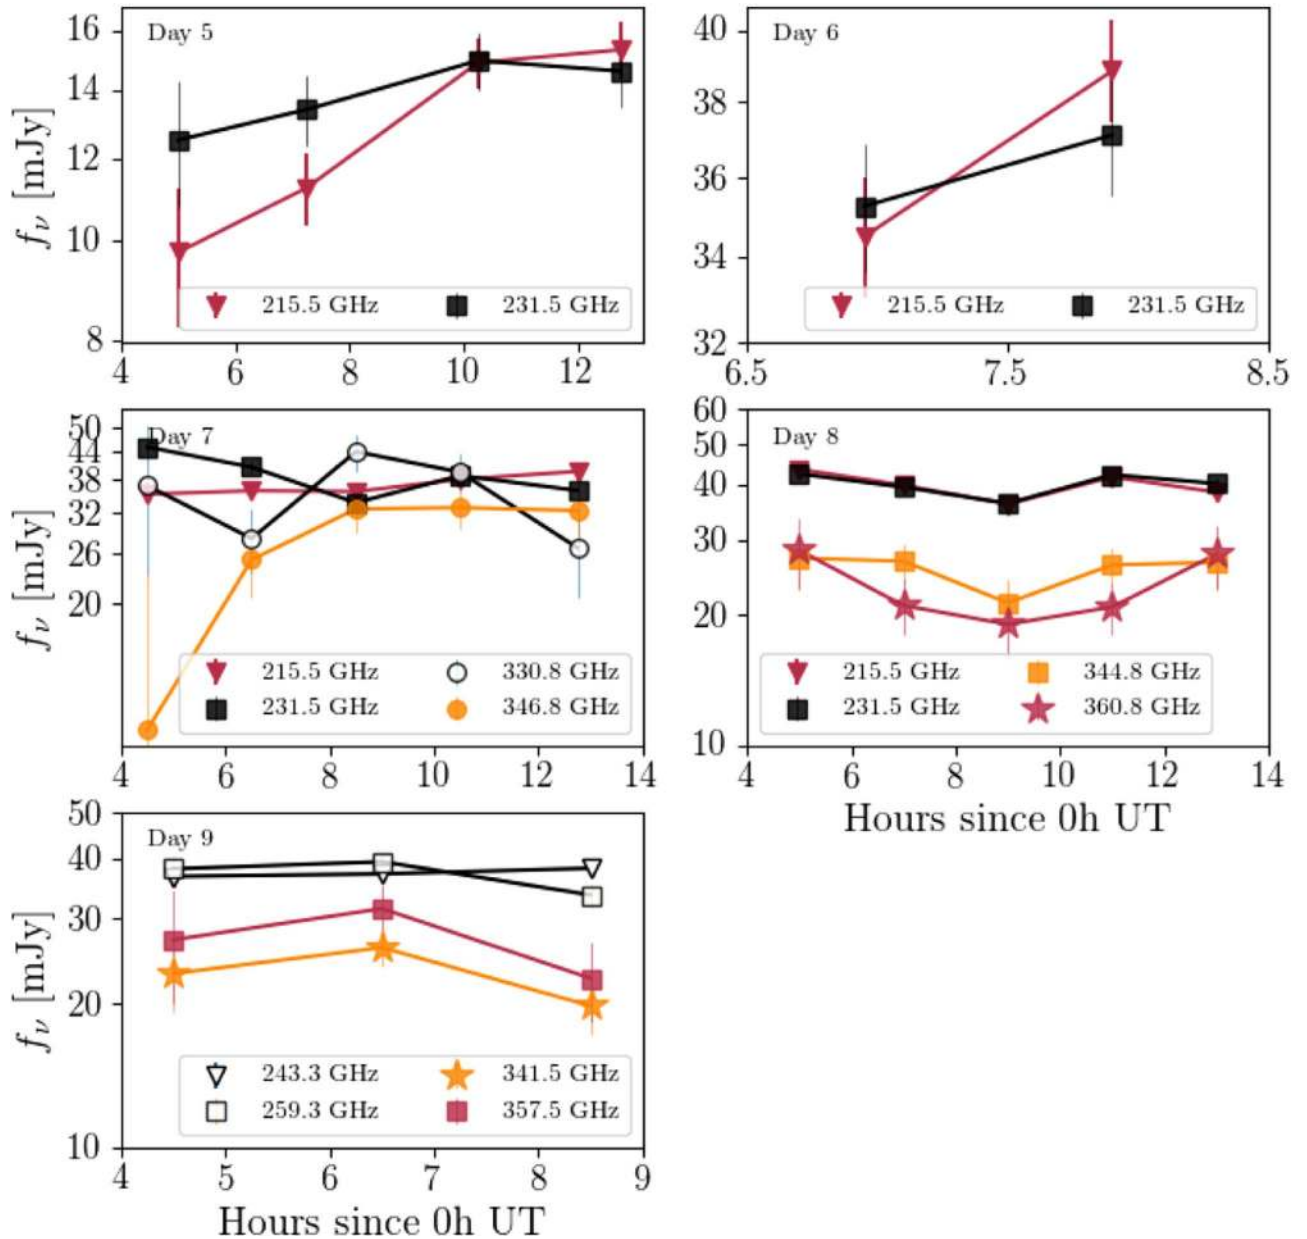 Day 5
16
14
12
10
8
f_ν [mJy]
215.5 GHz 231.5 GHz
4 6 8 10 12
Day 6
40
38
36
34
32
215.5 GHz 231.5 GHz
6.5 7.5 8.5
Day 7
50
44
38
32
26
20
f_ν [mJy]
215.5 GHz 330.8 GHz
231.5 GHz 346.8 GHz
4 6 8 10 12 14
Day 8
60
50
40
30
20
10
215.5 GHz 344.8 GHz
231.5 GHz 360.8 GHz
4 6 8 10 12 14
Hours since 0h UT
Day 9
50
40
30
20
10
f_ν [mJy]
243.3 GHz 341.5 GHz
259.3 GHz 357.5 GHz
4 5 6 7 8 9
Hours since 0h UT